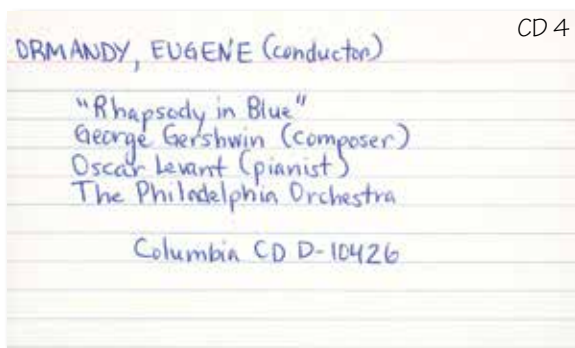 CD 4
ORMANDY, EUGENE (conductor)
"Rhapsody in Blue"
George Gershwin (composer)
Oscar Levant (pianist)
The Philadelphia Orchestra
Columbia CD D-10426